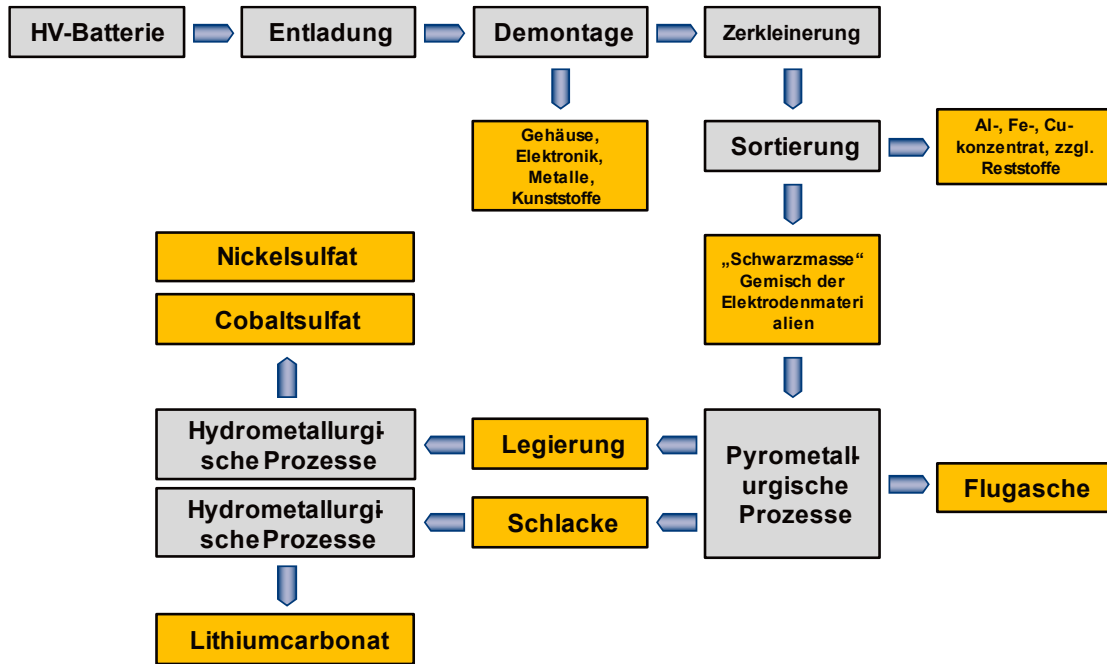 HV-Batterie
Entladung
Demontage
Zerkleinerung
Gehäuse,
Elektronik,
Metalle,
Kunststoffe
Sortierung
Al-, Fe-, Cu-
konzentrat, zzgl.
Reststoffe
Nickelsulfat
Cobaltsulfat
„Schwarzmasse“
Gemisch der
Elektrodenmateri
alien
Hydrometallurgi-
sche Prozesse
Legierung
Pyrometall-
urgische
Prozesse
Flugasche
Hydrometallurgi-
sche Prozesse
Schlacke
Lithiumcarbonat